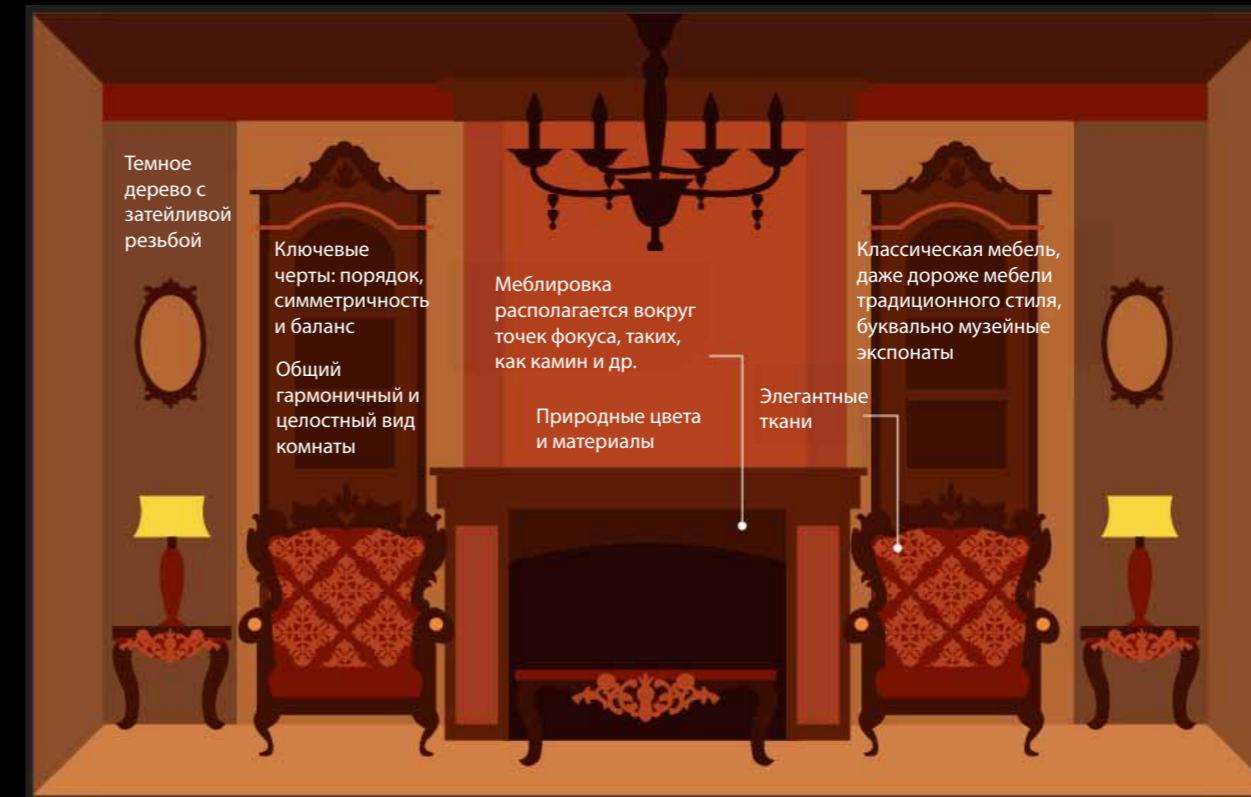 Темное
дерево с
затейливой
резьбой
Ключевые
черты: порядок,
симметричность
и баланс
Общий
гармоничный и
целостный вид
комнаты
Меблировка
располагается вокруг
точек фокуса, таких,
как камин и др.
Природные цвета
и материалы
Элегантные
ткани
Классическая мебель,
даже дороже мебели
традиционного стиля,
буквально музейные
экспонаты